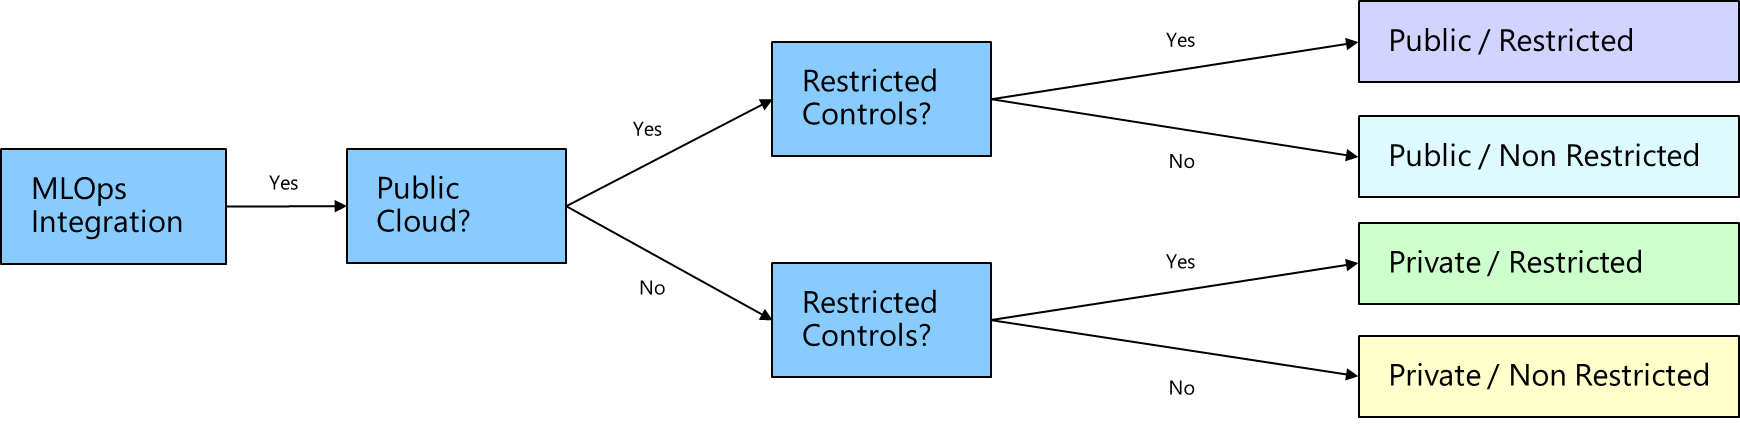 MLOps
Integration
Yes
Public
Cloud?
Yes
No
Restricted
Controls?
Yes
No
Restricted
Controls?
Yes
No
Public / Restricted
Public / Non Restricted
Private / Restricted
Private / Non Restricted